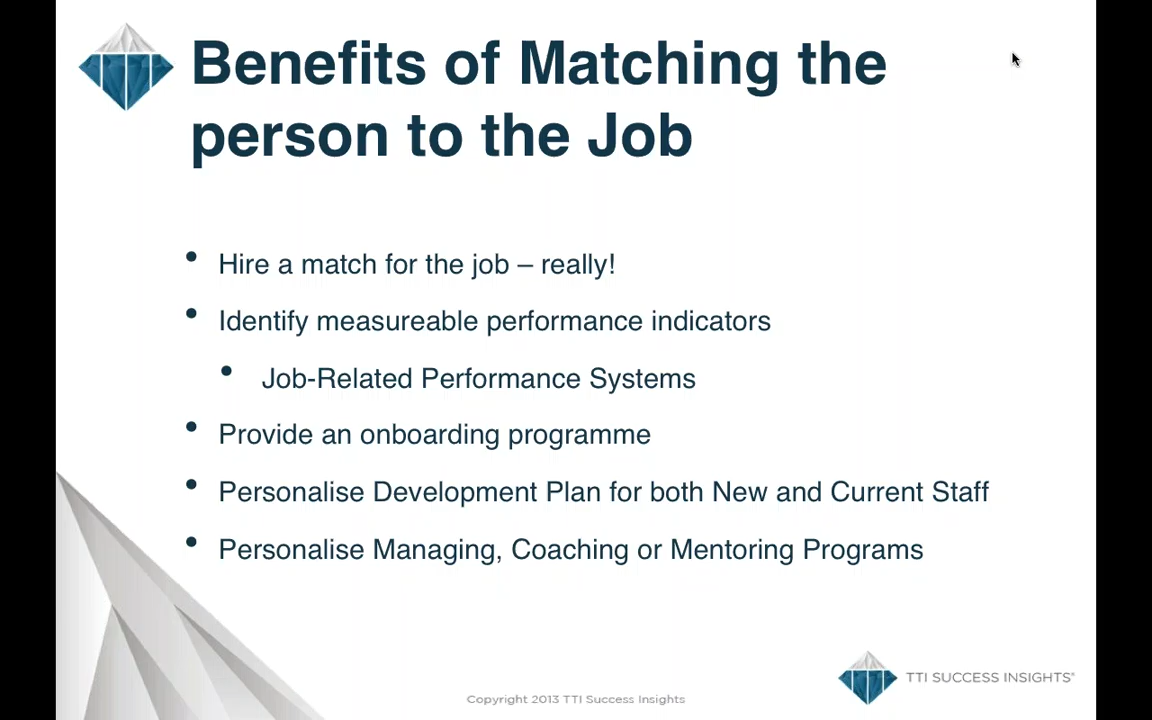 Benefits of Matching the
person to the Job
• Hire a match for the job – really!
• Identify measureable performance indicators
• Job-Related Performance Systems
• Provide an onboarding programme
• Personalise Development Plan for both New and Current Staff
• Personalise Managing, Coaching or Mentoring Programs
TTI SUCCESS INSIGHTS®
Copyright 2013 TTI Success Insights